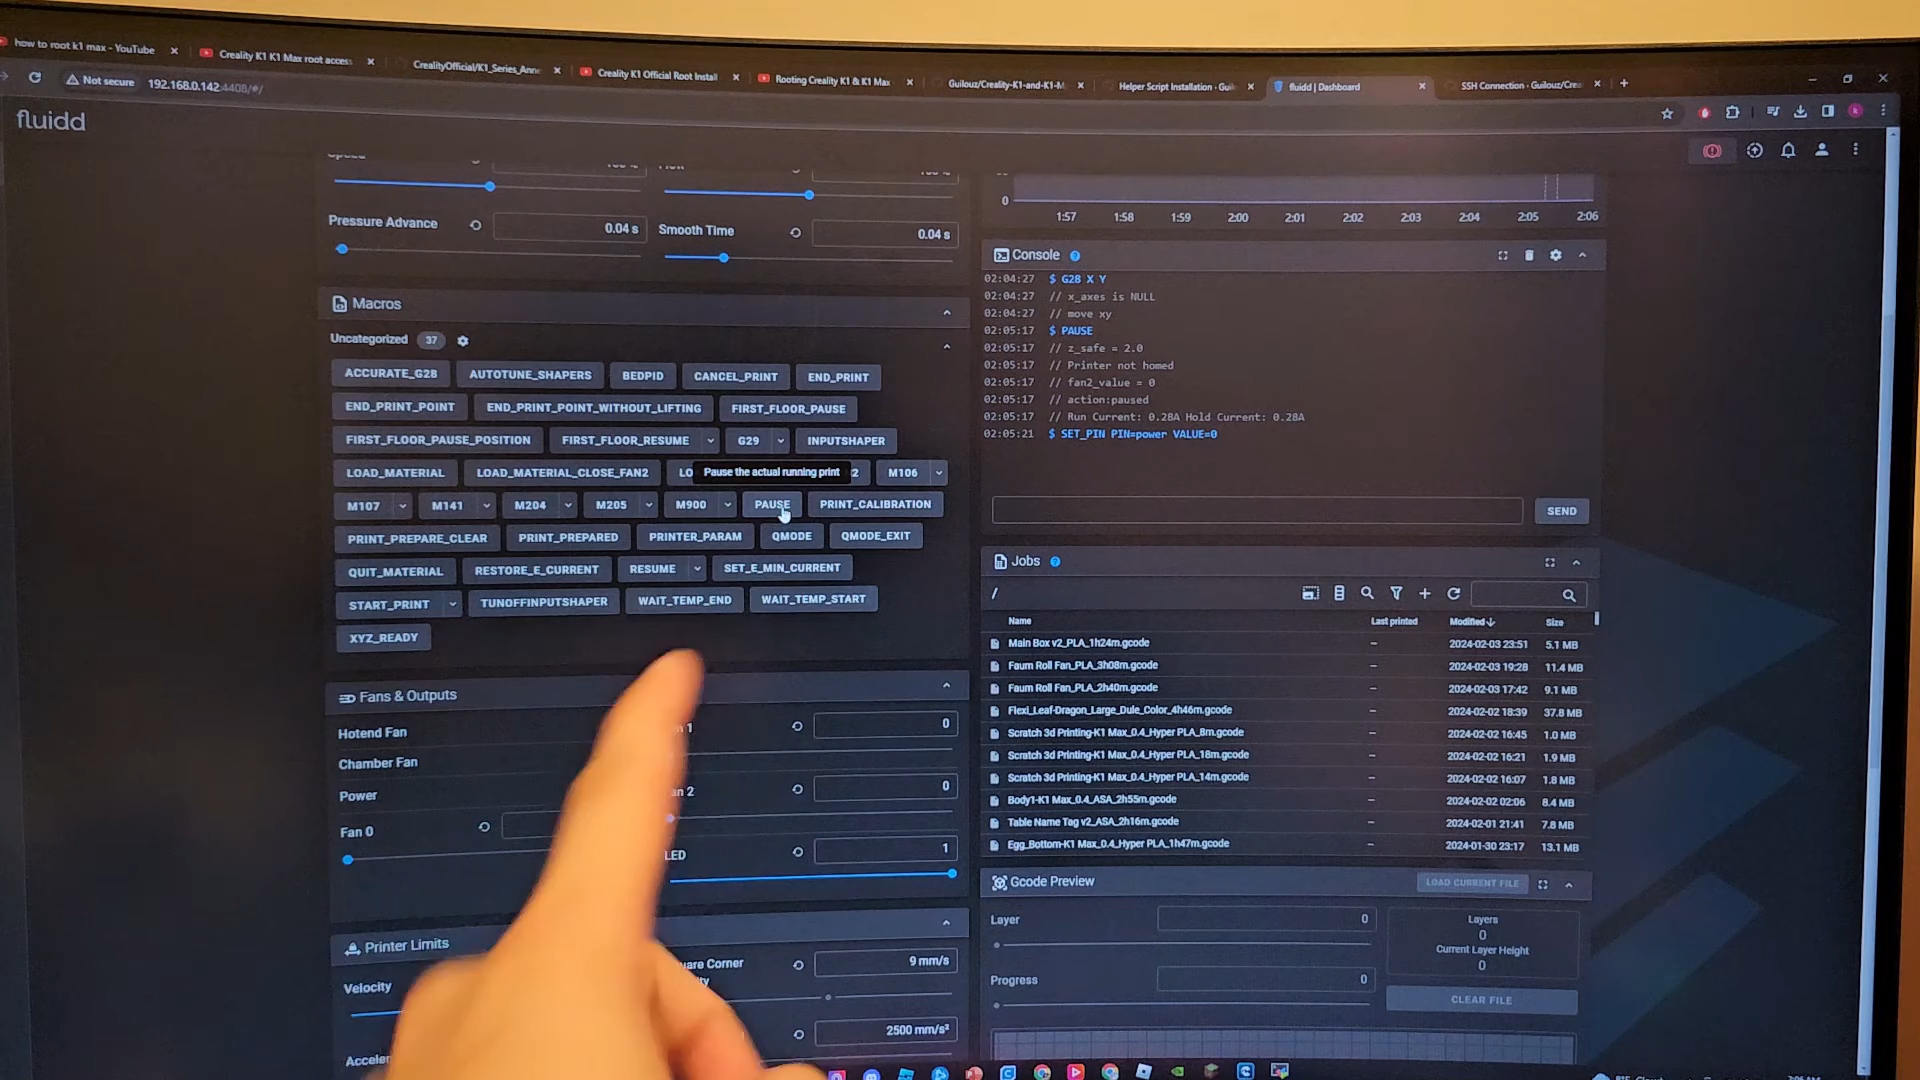 how to root k1 max - YouTube
Creality K1 K1 Max root access
CrealityOfficial/K1_Series_Anne
Creality K1 Official Root Install
Rooting Creality K1 & K1 Max
Guilouz/Creality-K1-and-K1-M
Helper Script Installation · Gui
fluidd | Dashboard
SSH Connection · Guilouz/Crea
Not secure
192.168.0.142:4408/#/
fluidd
Speed
Pressure Advance
0.04 s
Smooth Time
0.04 s
0
1:57
1:58
1:59
2:00
2:01
2:02
2:03
2:04
2:05
2:06
Macros
Uncategorized 37
ACCURATE_G28 AUTOTUNE_SHAPERS BEDPID CANCEL_PRINT END_PRINT
END_PRINT_POINT END_PRINT_POINT_WITHOUT_LIFTING FIRST_FLOOR_PAUSE
FIRST_FLOOR_PAUSE_POSITION FIRST_FLOOR_RESUME G29 INPUTSHAPER
LOAD_MATERIAL LOAD_MATERIAL_CLOSE_FAN2 LO Pause the actual running print 2 M106
M107 M141 M204 M205 M900 PAUSE PRINT_CALIBRATION
PRINT_PREPARE_CLEAR PRINT_PREPARED PRINTER_PARAM QMODE QMODE_EXIT
QUIT_MATERIAL RESTORE_E_CURRENT RESUME SET_E_MIN_CURRENT
START_PRINT TUNOFFINPUTSHAPER WAIT_TEMP_END WAIT_TEMP_START
XYZ_READY
Fans & Outputs
Hotend Fan
Chamber Fan
Power
Fan 0
n 1
0
an 2
0
LED
1
Printer Limits
Velocity
uare Corner
ty
9 mm/s
Acceler
2500 mm/s²
Console
02:04:27 $ G28 X Y
02:04:27 // x_axes is NULL
02:04:27 // move xy
02:05:17 $ PAUSE
02:05:17 // z_safe = 2.0
02:05:17 // Printer not homed
02:05:17 // fan2_value = 0
02:05:17 // action:paused
02:05:17 // Run Current: 0.28A Hold Current: 0.28A
02:05:21 $ SET_PIN PIN=power VALUE=0
SEND
Jobs
/
Name Last printed Modified Size
Main Box v2_PLA_1h24m.gcode – 2024-02-03 23:51 5.1 MB
Faum Roll Fan_PLA_3h08m.gcode – 2024-02-03 19:28 11.4 MB
Faum Roll Fan_PLA_2h40m.gcode – 2024-02-03 17:42 9.1 MB
Flexi_Leaf-Dragon_Large_Dule_Color_4h46m.gcode – 2024-02-02 18:39 37.8 MB
Scratch 3d Printing-K1 Max_0.4_Hyper PLA_8m.gcode – 2024-02-02 16:45 1.0 MB
Scratch 3d Printing-K1 Max_0.4_Hyper PLA_18m.gcode – 2024-02-02 16:21 1.9 MB
Scratch 3d Printing-K1 Max_0.4_Hyper PLA_14m.gcode – 2024-02-02 16:07 1.8 MB
Body1-K1 Max_0.4_ASA_2h55m.gcode – 2024-02-02 02:06 8.4 MB
Table Name Tag v2_ASA_2h16m.gcode – 2024-02-01 21:41 7.8 MB
Egg_Bottom-K1 Max_0.4_Hyper PLA_1h47m.gcode – 2024-01-30 23:17 13.1 MB
Gcode Preview
LOAD CURRENT FILE
Layer
0
Layers
0
Current Layer Height
0
Progress
0
CLEAR FILE